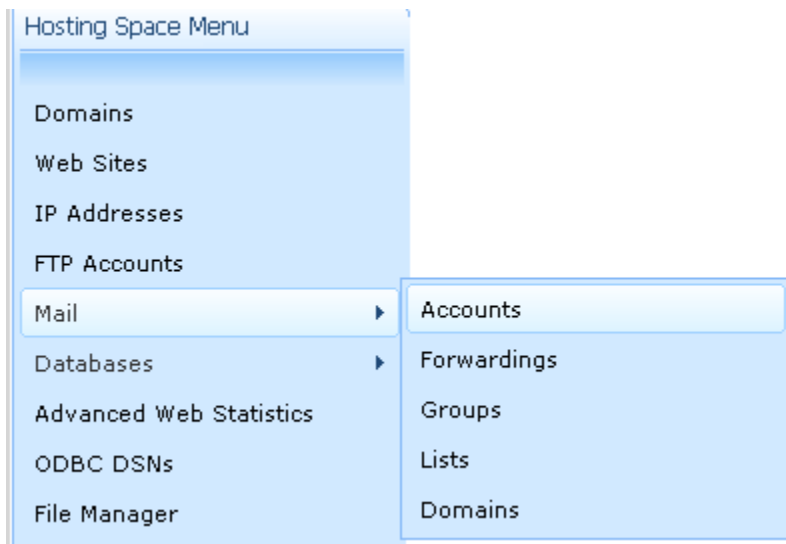 Hosting Space Menu
Domains
Web Sites
IP Addresses
FTP Accounts
Mail
Databases
Advanced Web Statistics
ODBC DSNs
File Manager
Accounts
Forwardings
Groups
Lists
Domains